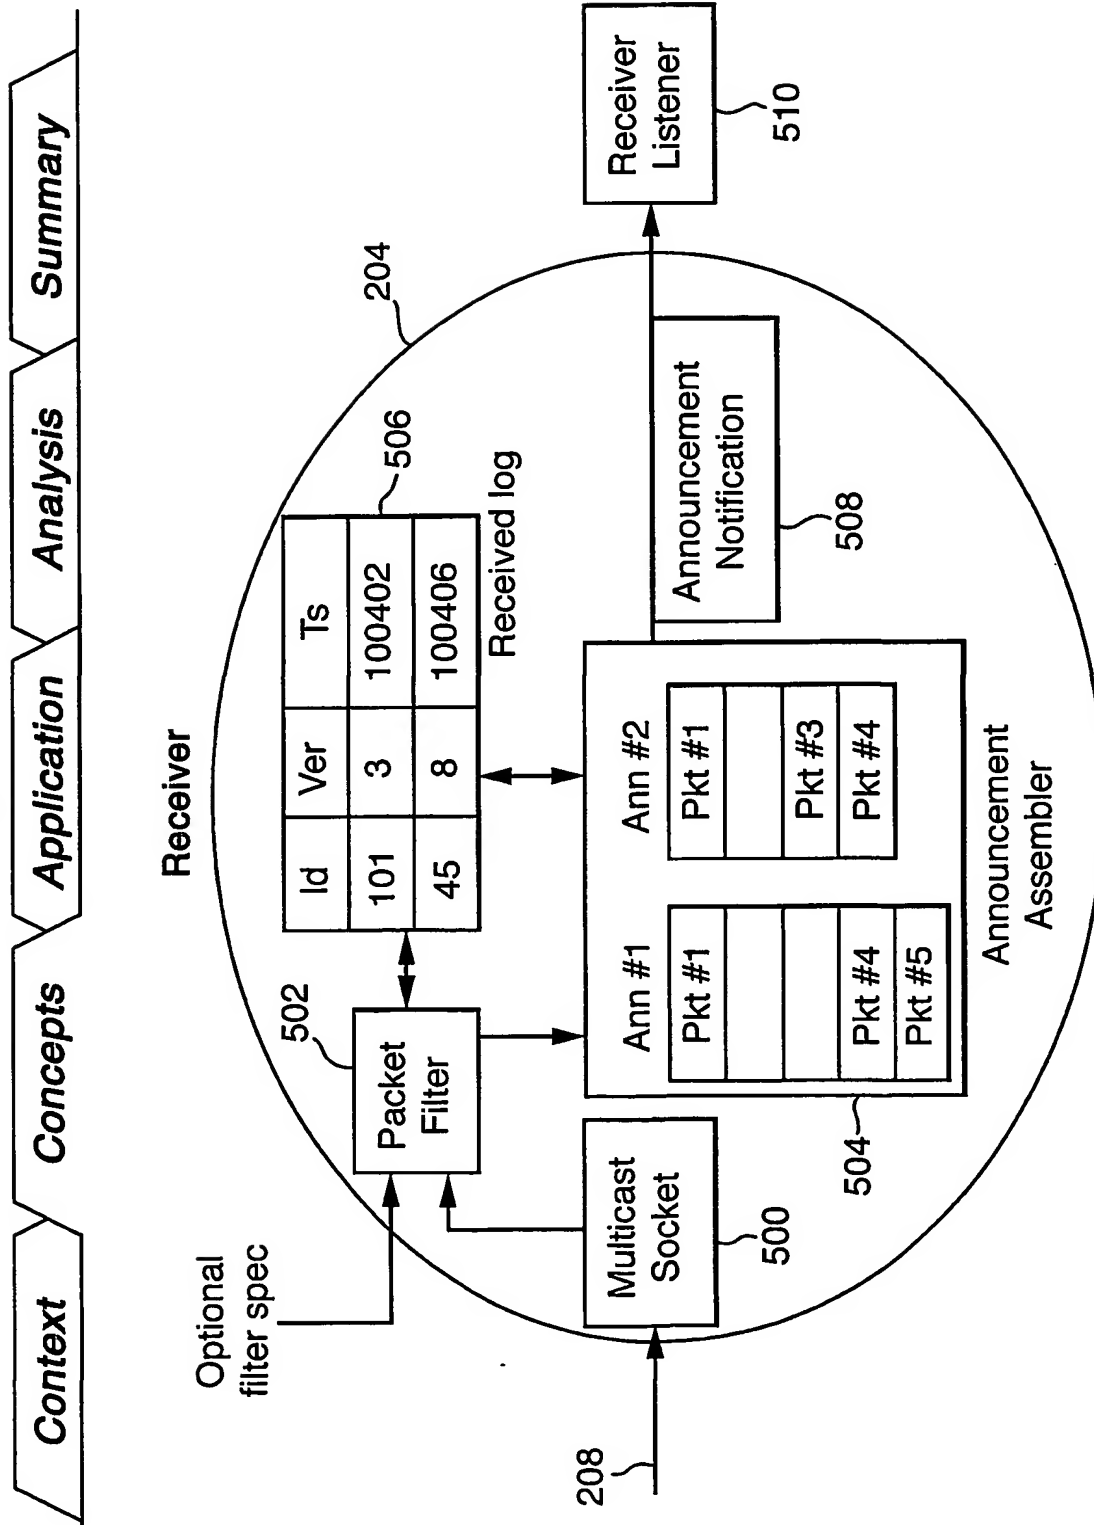 Context
Concepts
Application
Analysis
Summary
Receiver
204
Optional
filter spec
502
Packet
Filter
Id
Ver
Ts
101
3
100402
45
8
100406
506
Received log
208
Multicast
Socket
500
Ann #1
Pkt #1
Pkt #4
Pkt #5
Ann #2
Pkt #1
Pkt #3
Pkt #4
504
Announcement
Assembler
Announcement
Notification
508
Receiver
Listener
510